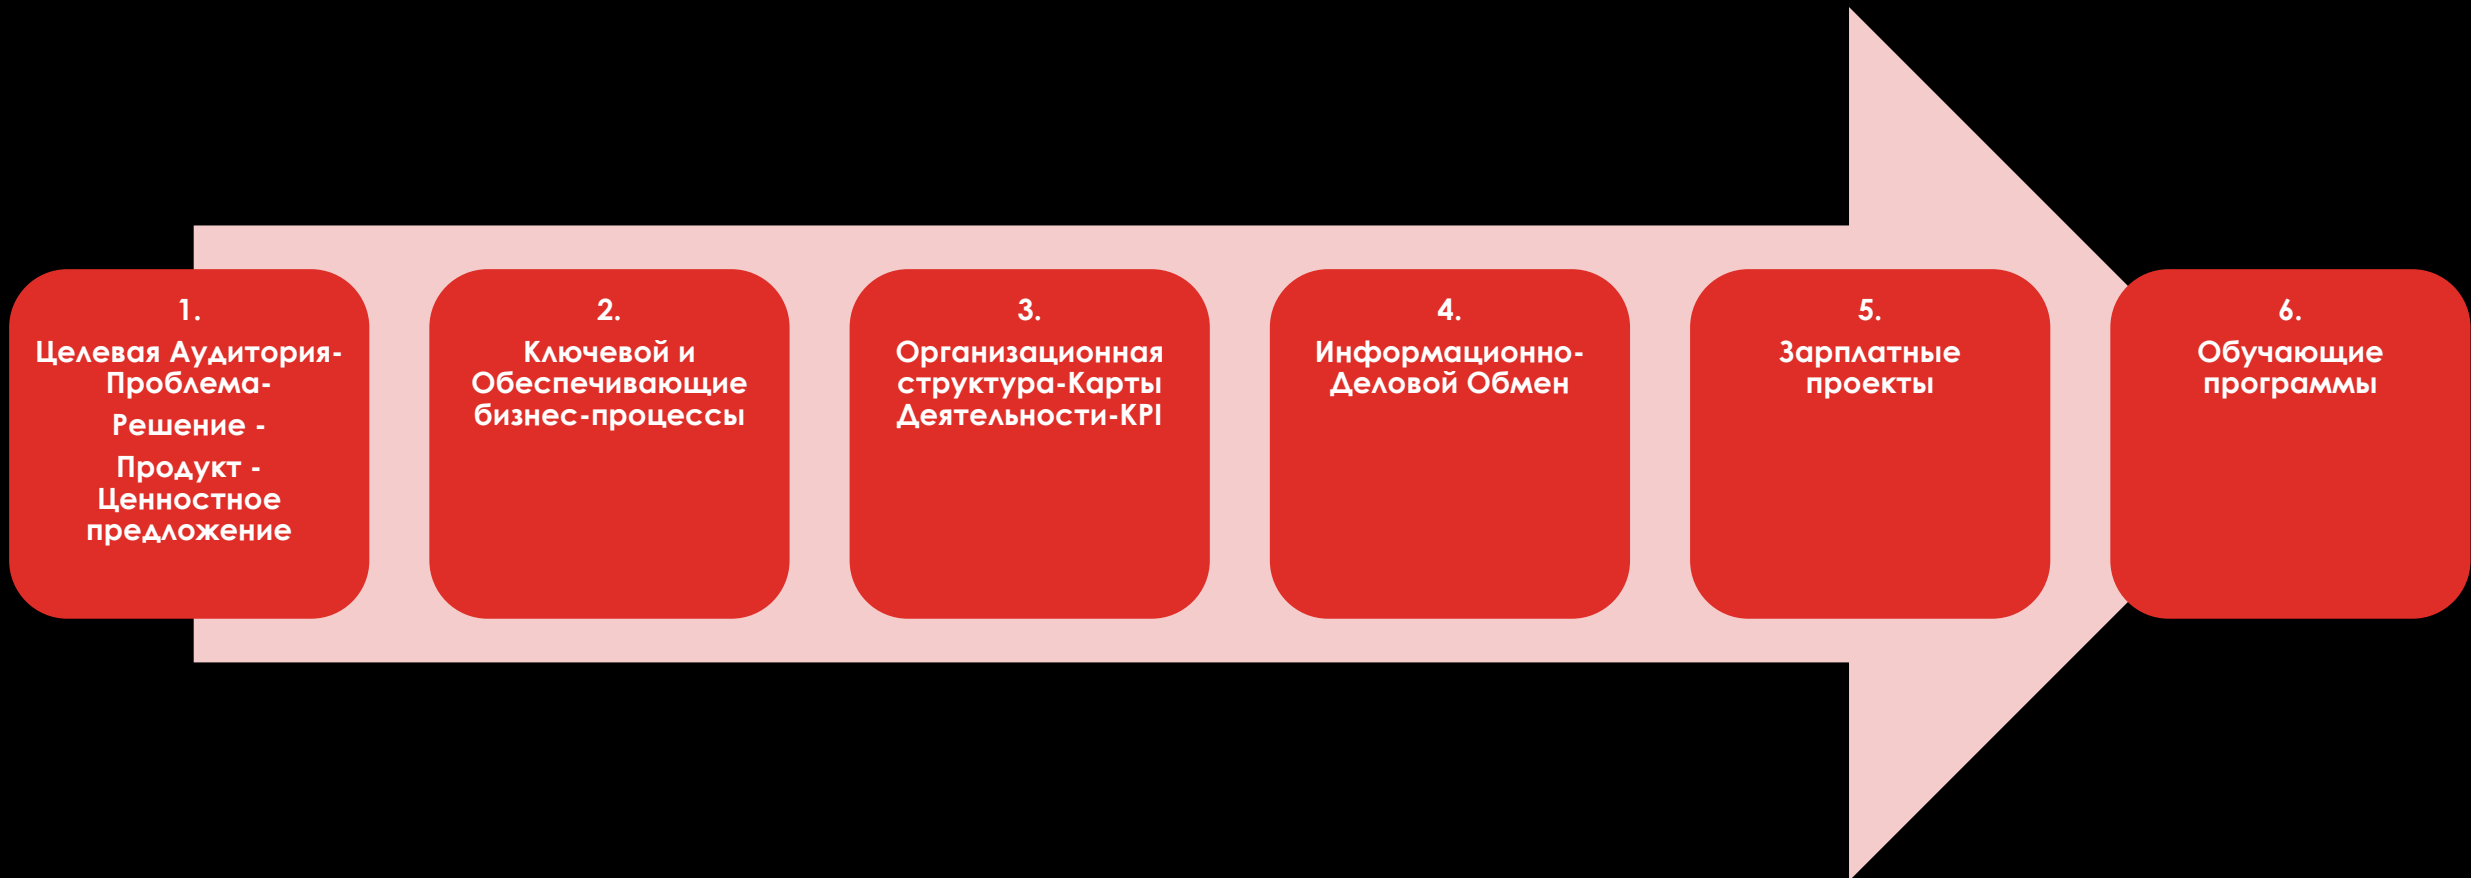 1.
Целевая Аудитория-
Проблема-
Решение -
Продукт -
Ценностное
предложение
2.
Ключевой и
Обеспечивающие
бизнес-процессы
3.
Организационная
структура-Карты
Деятельности-KPI
4.
Информационно-
Деловой Обмен
5.
Зарплатные
проекты
6.
Обучающие
программы